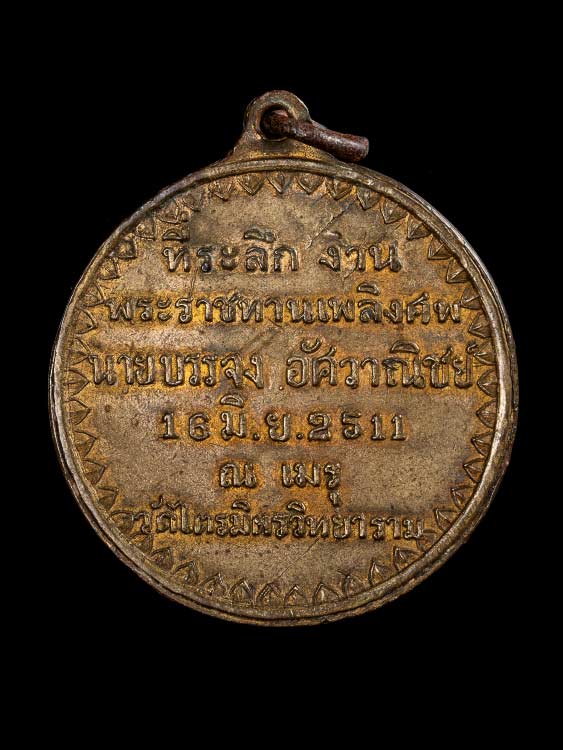 ที่ระลึก งาน
พระราชทานเพลิงศพ
นายบรรจง อัศวาณิชย์
16 มิ.ย.2511
ณ เมรุ
วัดไตรมิตรวิทยาราม